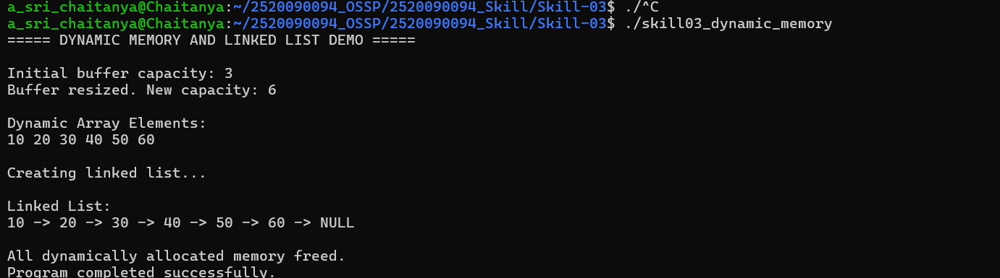 a_sri_chaitanya@Chaitanya:~/2520090094_OSSP/2520090094_Skill/Skill-03$ ./^C
a_sri_chaitanya@Chaitanya:~/2520090094_OSSP/2520090094_Skill/Skill-03$ ./skill03_dynamic_memory
===== DYNAMIC MEMORY AND LINKED LIST DEMO =====
Initial buffer capacity: 3
Buffer resized. New capacity: 6
Dynamic Array Elements:
10 20 30 40 50 60
Creating linked list...
Linked List:
10 -> 20 -> 30 -> 40 -> 50 -> 60 -> NULL
All dynamically allocated memory freed.
Program completed successfully.